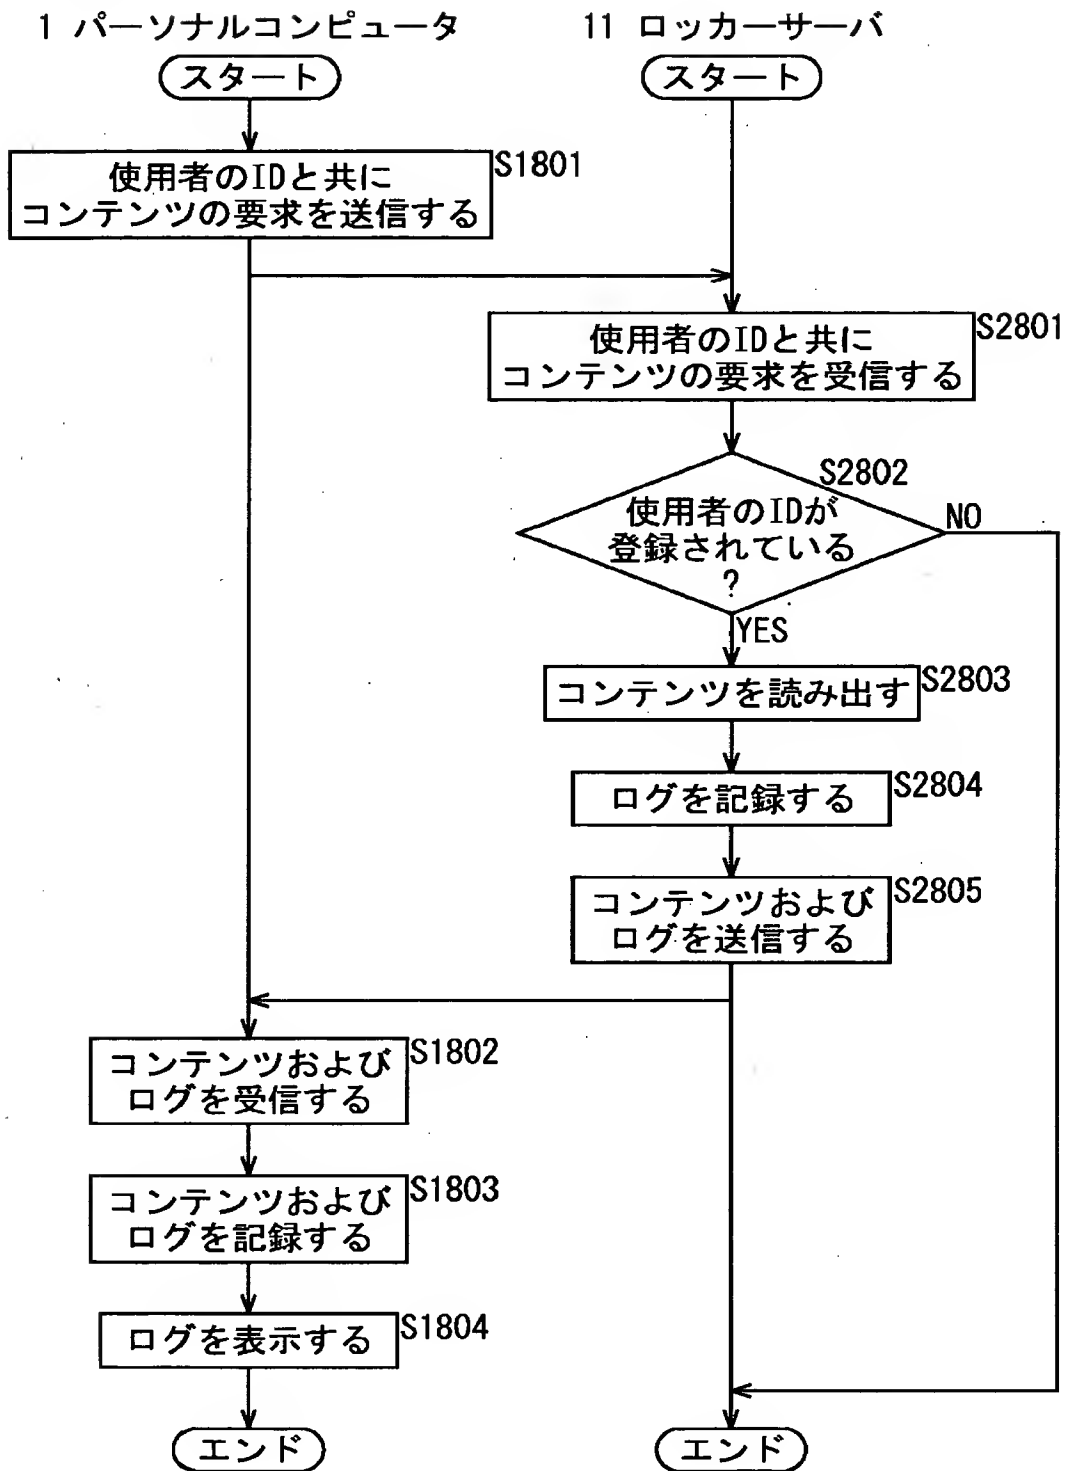 1 パーソナルコンピュータ
11 ロッカーサーバ
スタート
スタート
使用者のIDと共に
コンテンツの要求を送信する
S1801
使用者のIDと共に
コンテンツの要求を受信する
S2801
S2802
使用者のIDが
登録されている
?
NO
YES
コンテンツを読み出す
S2803
ログを記録する
S2804
コンテンツおよび
ログを送信する
S2805
コンテンツおよび
ログを受信する
S1802
コンテンツおよび
ログを記録する
S1803
ログを表示する
S1804
エンド
エンド